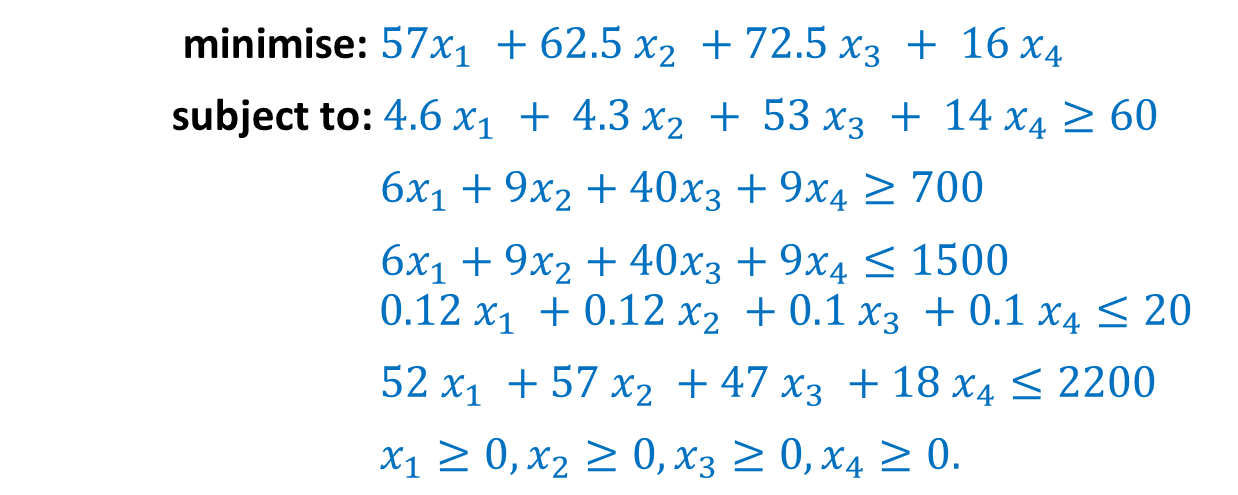 minimise: 57x₁ + 62.5 x₂ + 72.5 x₃ + 16 x₄
subject to: 4.6 x₁ + 4.3 x₂ + 53 x₃ + 14 x₄ ≥ 60
6x₁ + 9x₂ + 40x₃ + 9x₄ ≥ 700
6x₁ + 9x₂ + 40x₃ + 9x₄ ≤ 1500
0.12 x₁ + 0.12 x₂ + 0.1 x₃ + 0.1 x₄ ≤ 20
52 x₁ + 57 x₂ + 47 x₃ + 18 x₄ ≤ 2200
x₁ ≥ 0, x₂ ≥ 0, x₃ ≥ 0, x₄ ≥ 0.